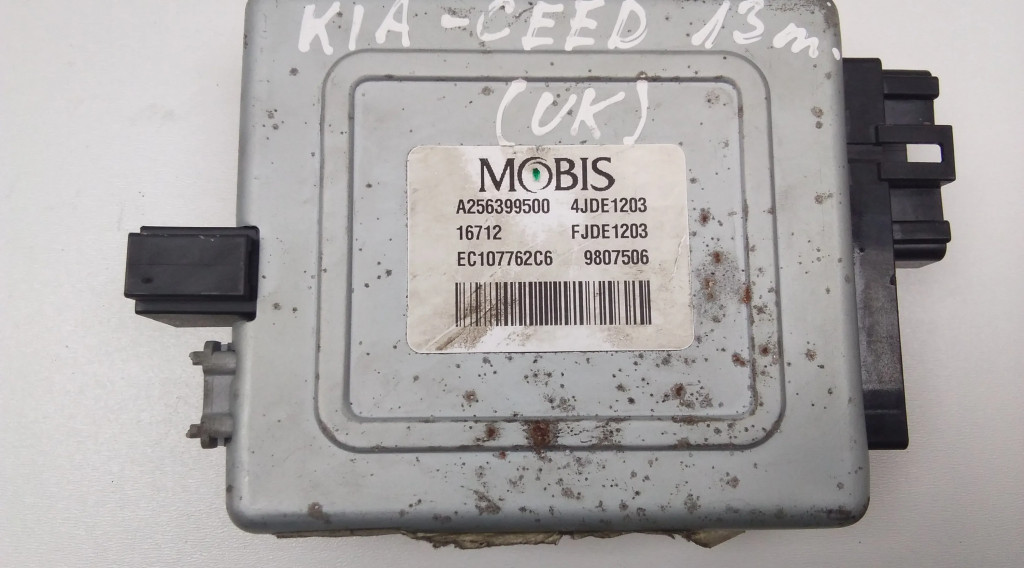 KIA-CEED 13m.
(UK)
MOBIS
A256399500 4JDE1203
16712 FJDE1203
EC107762C6 9807506